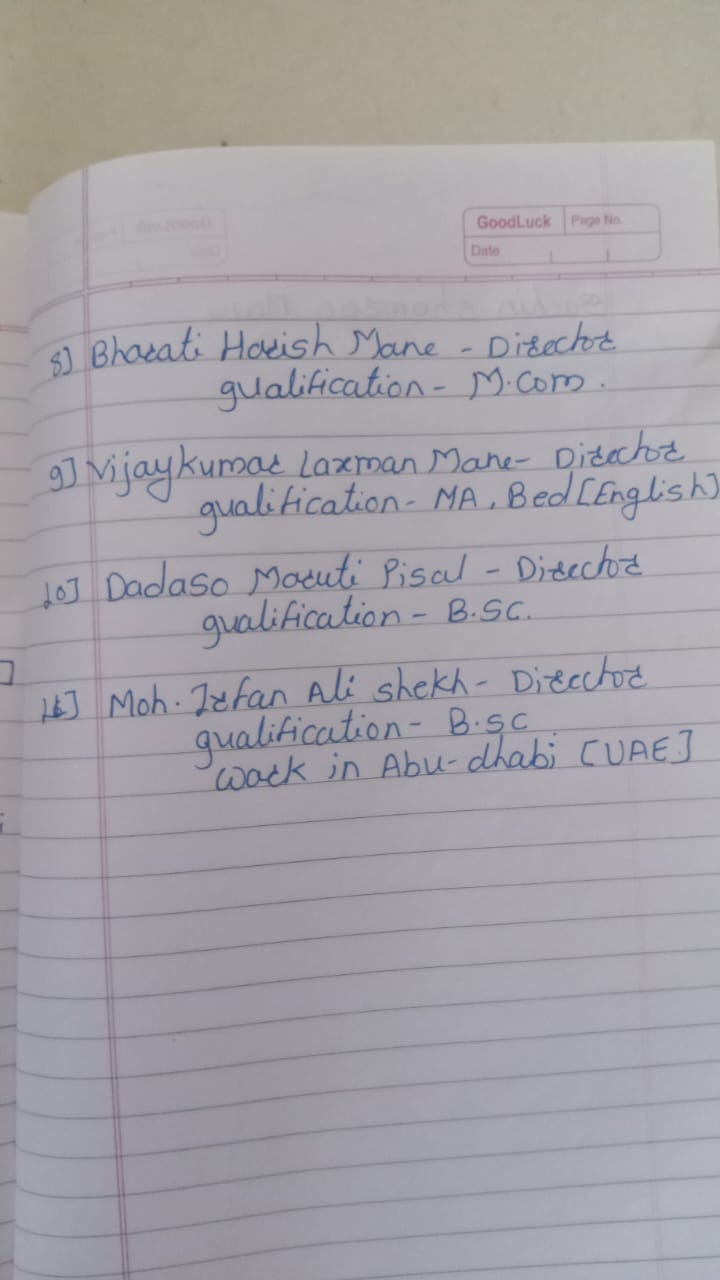 GoodLuck Page No.
Date
8] Bharati Harish Mane - Director
qualification - M.Com.
9] Vijaykumar Laxman Mane - Director
qualification - MA, Bed [English]
10] Dadaso Maruti Pisal - Director
qualification - B.SC.
Moh. Irfan Ali shekh - Director
qualification - B.sc
work in Abu-dhabi [UAE]